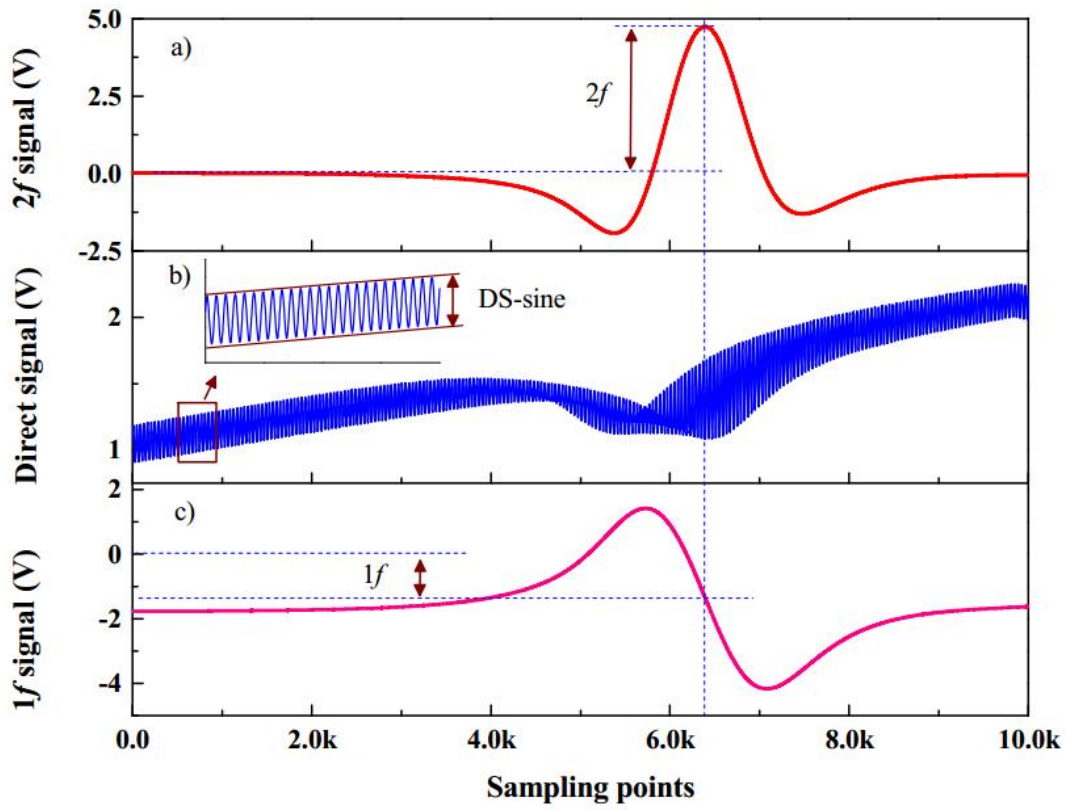 5.0
a)
2f
2.5
0.0
-2.5
2f signal (V)
b)
DS-sine
2
1
Direct signal (V)
2
c)
0
1f
-2
-4
1f signal (V)
0.0 2.0k 4.0k 6.0k 8.0k 10.0k
Sampling points